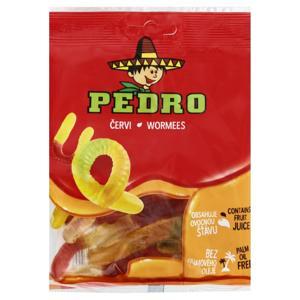 PEDRO
ČERVI • WORMEES
OBSAHUJE
OVOCNOU
ŠŤÁVU
CONTAINS
FRUIT
JUICE
BEZ
PALMOVÉHO
OLEJE
PALM
OIL
FREE